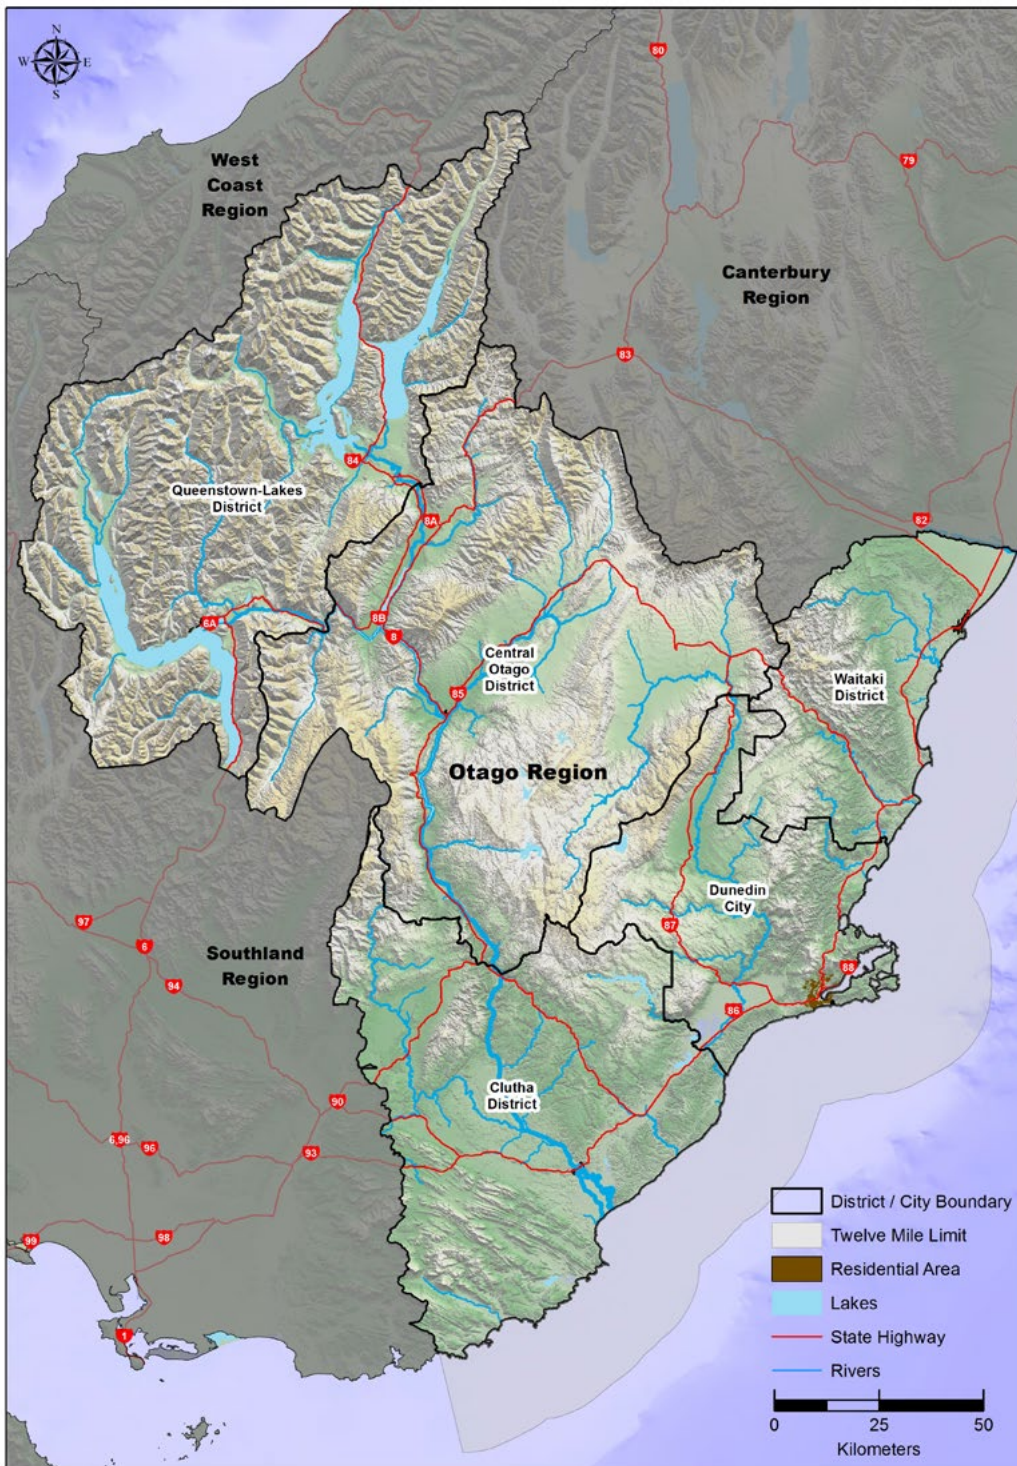 N
W E
S
80
West
Coast
Region
79
Canterbury
Region
83
84
Queenstown-Lakes
District
8A
82
8B
6A
8
Central
Otago
District
85
Waitaki
District
Otago Region
Dunedin
City
97
6
87
Southland
Region
94
88
86
Clutha
District
90
6,96
96
93
99
98
1
District / City Boundary
Twelve Mile Limit
Residential Area
Lakes
State Highway
Rivers
0 25 50
Kilometers